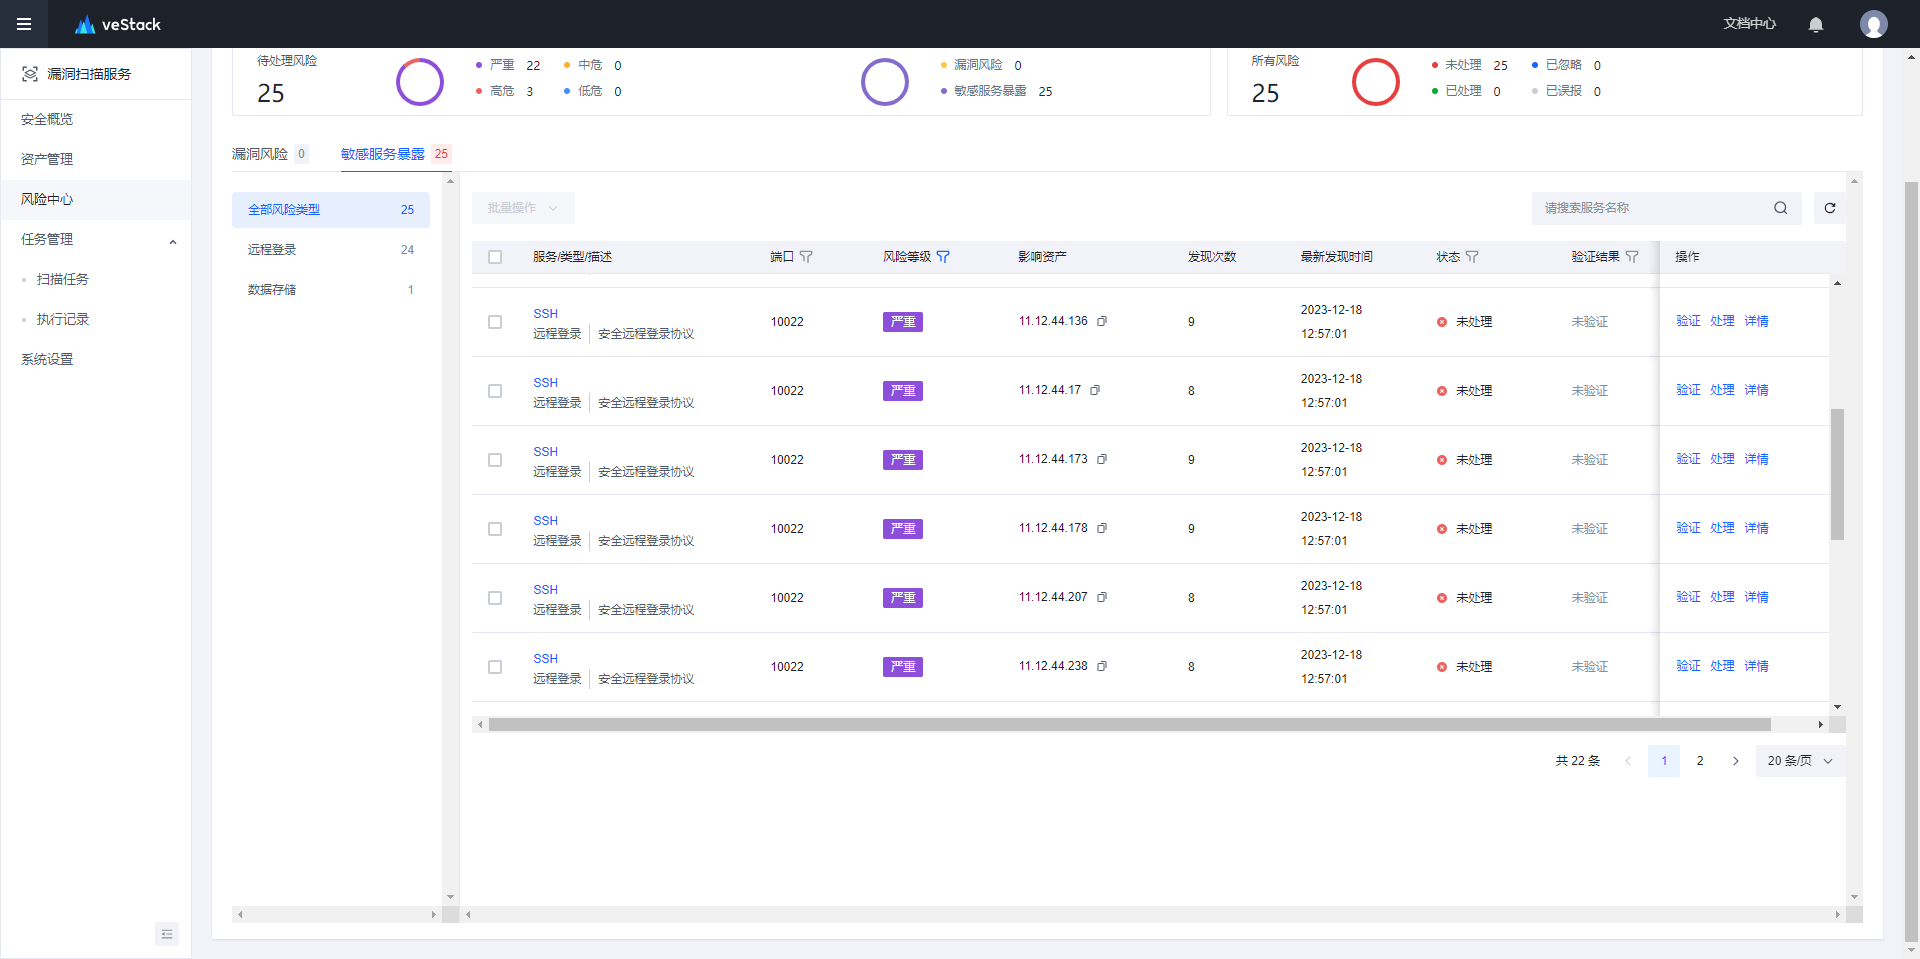 veStack
文档中心
漏洞扫描服务
安全概览
资产管理
风险中心
任务管理
扫描任务
执行记录
系统设置
待处理风险
25
严重 22 中危 0
高危 3 低危 0
漏洞风险 0
敏感服务暴露 25
所有风险
25
未处理 25 已忽略 0
已处理 0 已误报 0
漏洞风险 0 敏感服务暴露 25
全部风险类型 25
远程登录 24
数据存储 1
批量操作
请搜索服务名称
服务/类型/描述 端口 风险等级 影响资产 发现次数 最新发现时间 状态 验证结果 操作
SSH
远程登录 安全远程登录协议 10022 严重 11.12.44.136 9 2023-12-18 12:57:01 未处理 未验证 验证 处理 详情
SSH
远程登录 安全远程登录协议 10022 严重 11.12.44.17 8 2023-12-18 12:57:01 未处理 未验证 验证 处理 详情
SSH
远程登录 安全远程登录协议 10022 严重 11.12.44.173 9 2023-12-18 12:57:01 未处理 未验证 验证 处理 详情
SSH
远程登录 安全远程登录协议 10022 严重 11.12.44.178 9 2023-12-18 12:57:01 未处理 未验证 验证 处理 详情
SSH
远程登录 安全远程登录协议 10022 严重 11.12.44.207 8 2023-12-18 12:57:01 未处理 未验证 验证 处理 详情
SSH
远程登录 安全远程登录协议 10022 严重 11.12.44.238 8 2023-12-18 12:57:01 未处理 未验证 验证 处理 详情
共 22 条 1 2 20 条/页